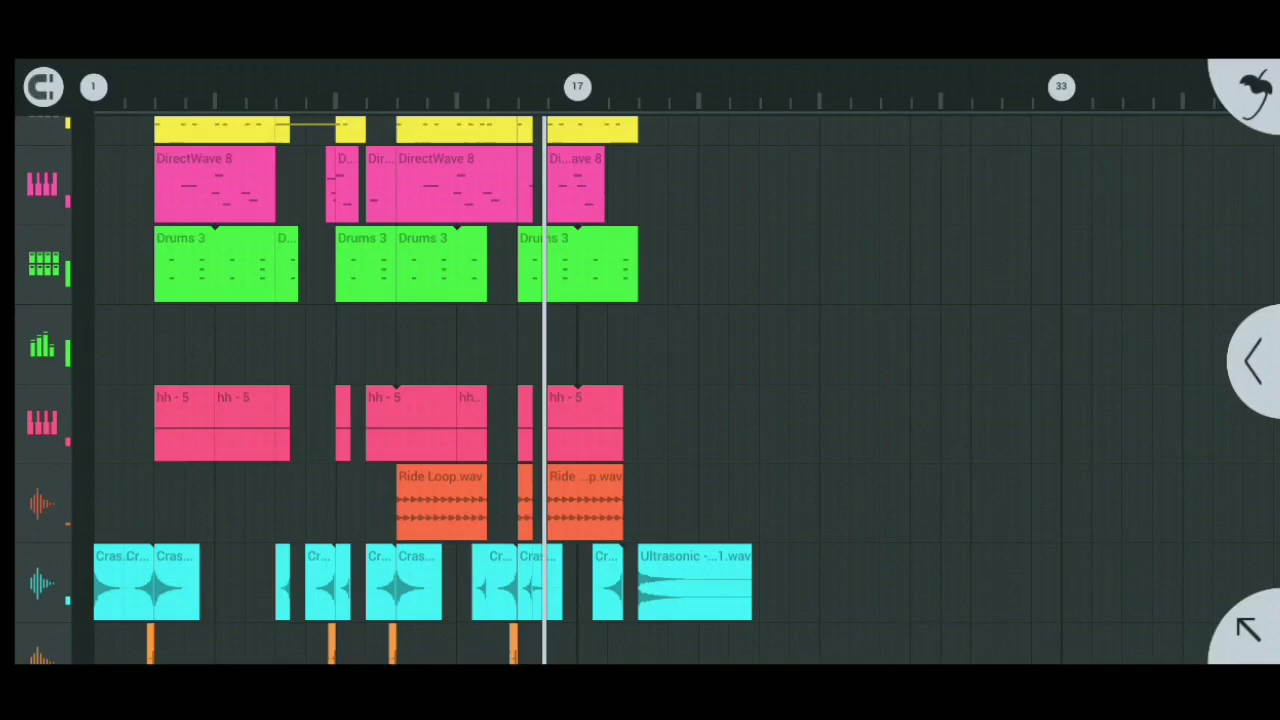 1 17 33
DirectWave 8 D... Dir... DirectWave 8 Di...ave 8
Drums 3 D... Drums 3 Drums 3 Drums 3
hh - 5 hh - 5 hh - 5 hh.. hh - 5
Ride Loop.wav Ride ...p.wav
Cras.. Cr... Cras... Cr... Cr... Cras... Cr... Cras... Cr... Ultrasonic -...1.wav